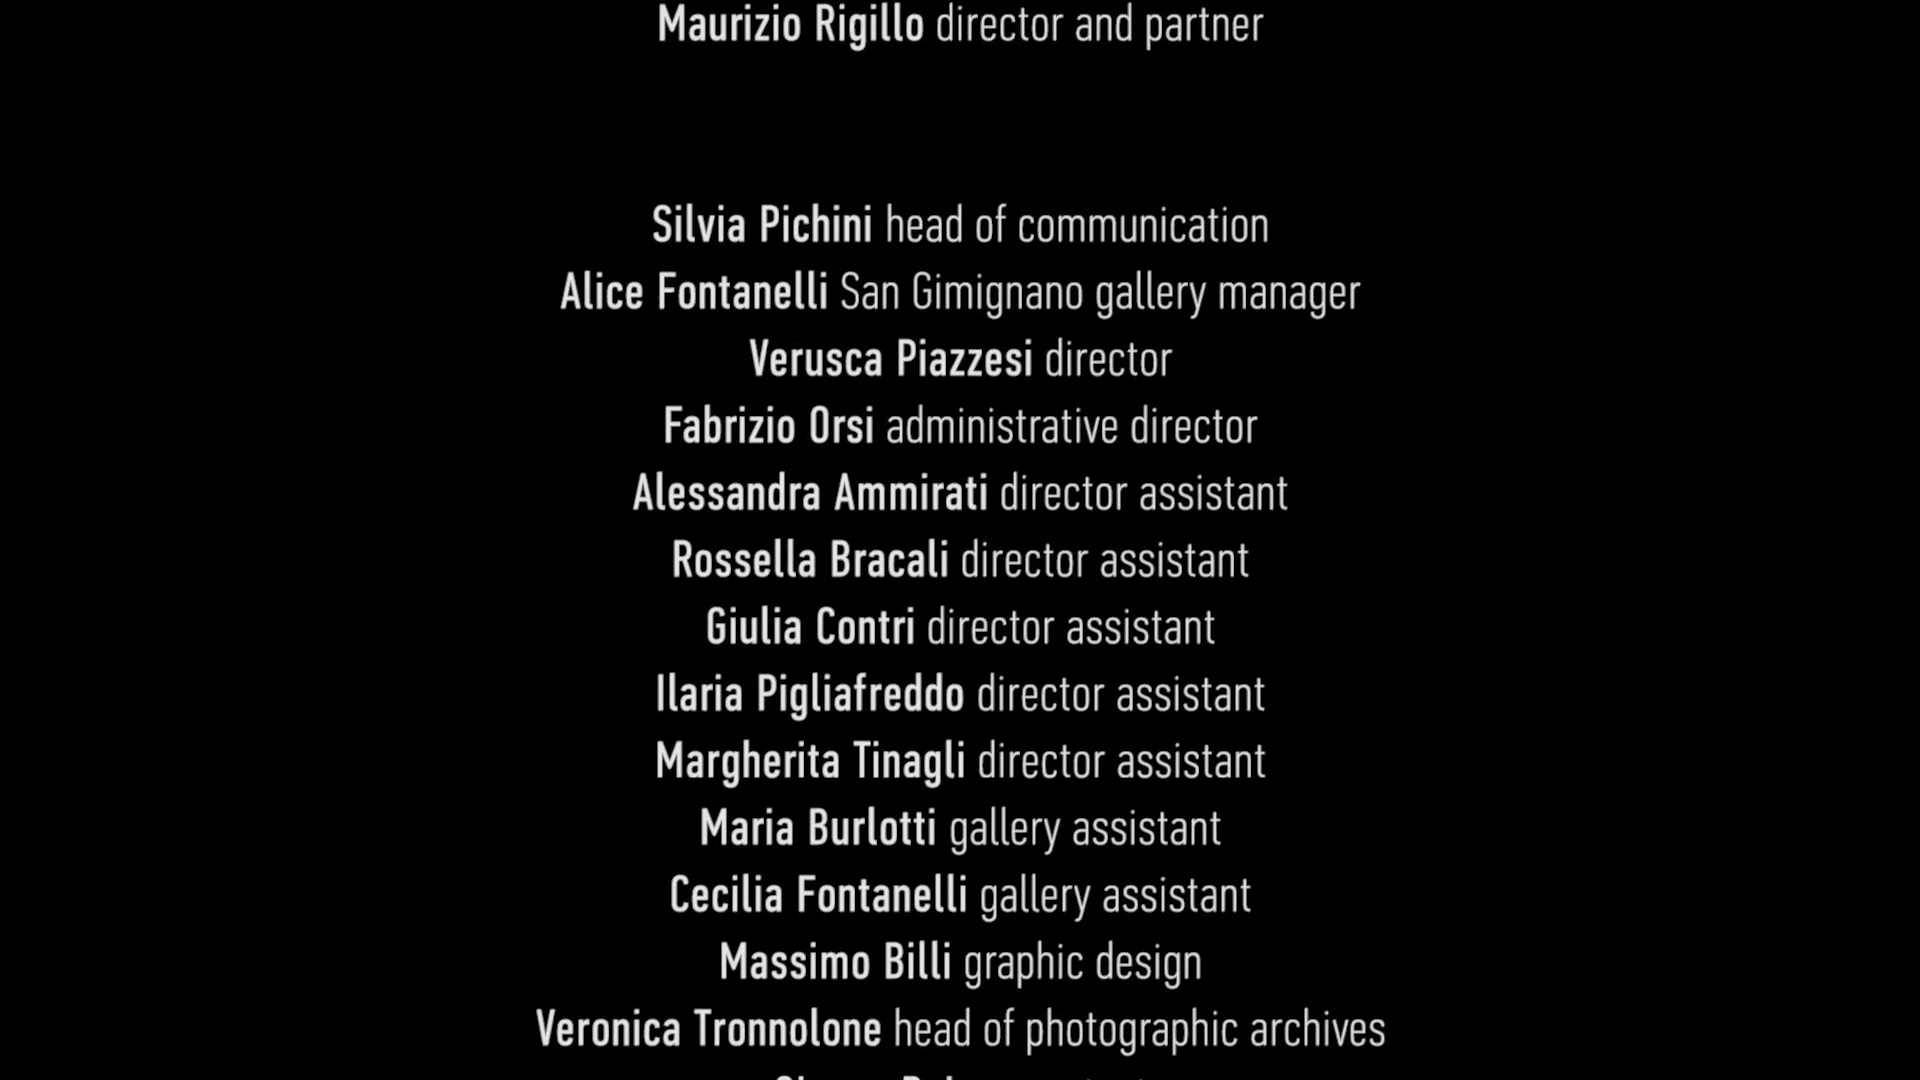 Maurizio Rigillo director and partner
Silvia Pichini head of communication
Alice Fontanelli San Gimignano gallery manager
Verusca Piazzesi director
Fabrizio Orsi administrative director
Alessandra Ammirati director assistant
Rossella Bracali director assistant
Giulia Contri director assistant
Ilaria Pigliafreddo director assistant
Margherita Tinagli director assistant
Maria Burlotti gallery assistant
Cecilia Fontanelli gallery assistant
Massimo Billi graphic design
Veronica Tronnolone head of photographic archives